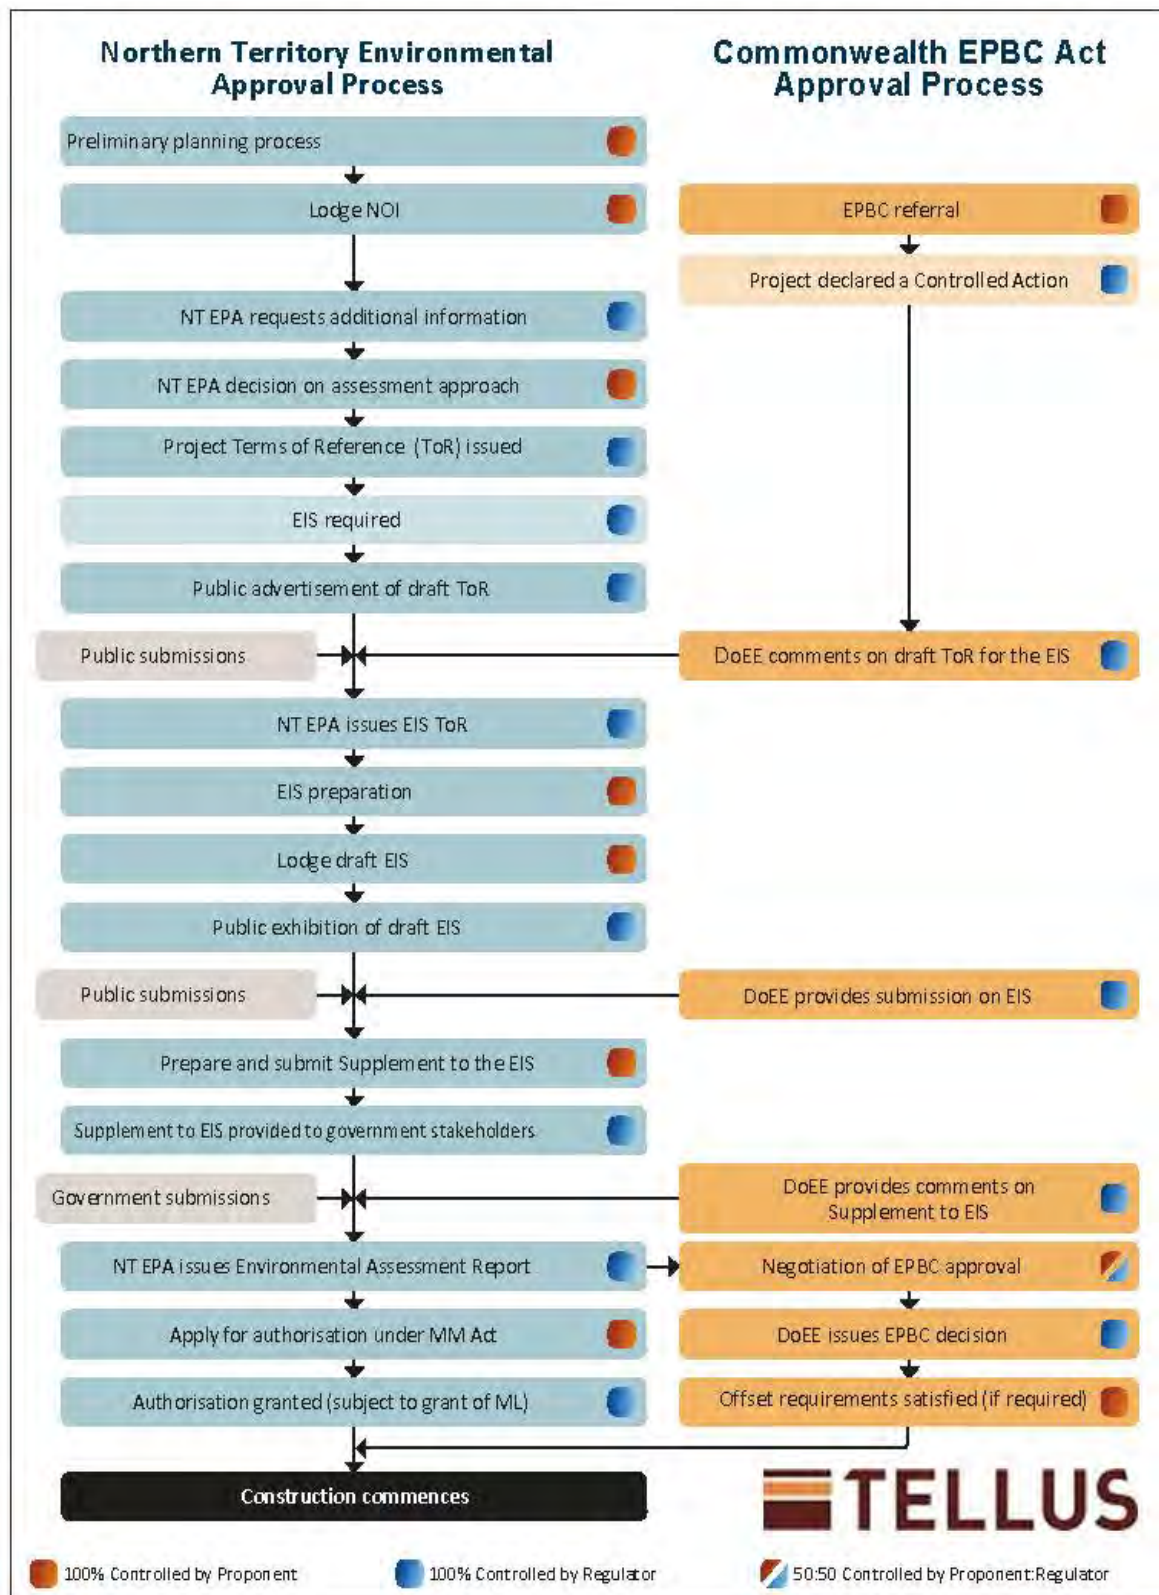 Northern Territory Environmental
Approval Process
Commonwealth EPBC Act
Approval Process
Preliminary planning process
Lodge NOI
EPBC referral
Project declared a Controlled Action
NT EPA requests additional information
NT EPA decision on assessment approach
Project Terms of Reference (ToR) issued
EIS required
Public advertisement of draft ToR
Public submissions
DoEE comments on draft ToR for the EIS
NT EPA issues EIS ToR
EIS preparation
Lodge draft EIS
Public exhibition of draft EIS
Public submissions
DoEE provides submission on EIS
Prepare and submit Supplement to the EIS
Supplement to EIS provided to government stakeholders
Government submissions
DoEE provides comments on
Supplement to EIS
NT EPA issues Environmental Assessment Report
Negotiation of EPBC approval
Apply for authorisation under MM Act
DoEE issues EPBC decision
Authorisation granted (subject to grant of ML)
Offset requirements satisfied (if required)
Construction commences
TELLUS
100% Controlled by Proponent
100% Controlled by Regulator
50:50 Controlled by Proponent:Regulator